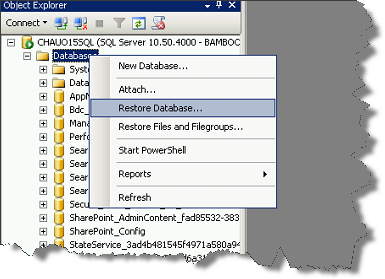 Object Explorer
Connect
CHAUO15SQL (SQL Server 10.50.4000 - BAMBOO
Databases
New Database...
Attach...
Restore Database...
Restore Files and Filegroups...
Start PowerShell
Reports
Refresh
Syste
Data
AppM
Bdc_
Mana
Perfo
Sear
Sear
Sear
Secu
SharePoint_AdminContent_fad85532-383
SharePoint_Config
StateService_3ad4b481545f4971a580a94